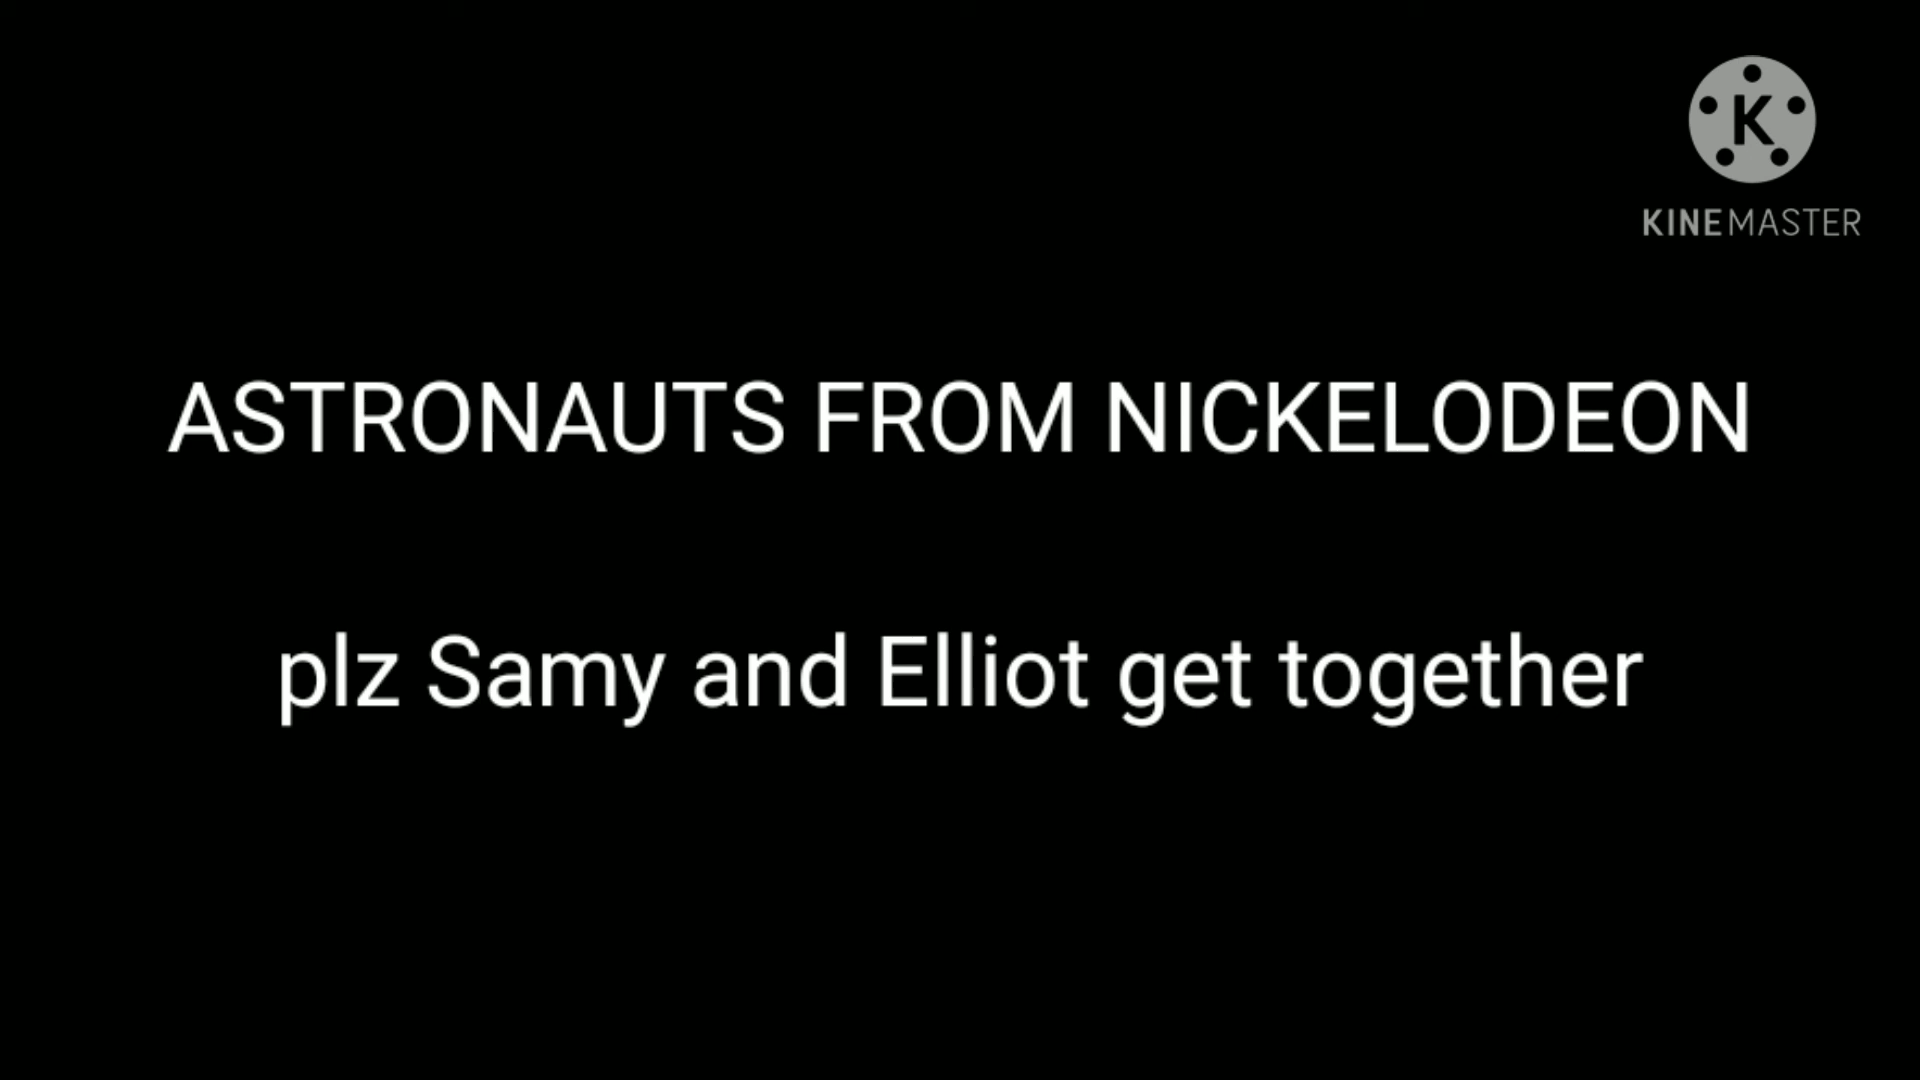 K
KINEMASTER
ASTRONAUTS FROM NICKELODEON
plz Samy and Elliot get together